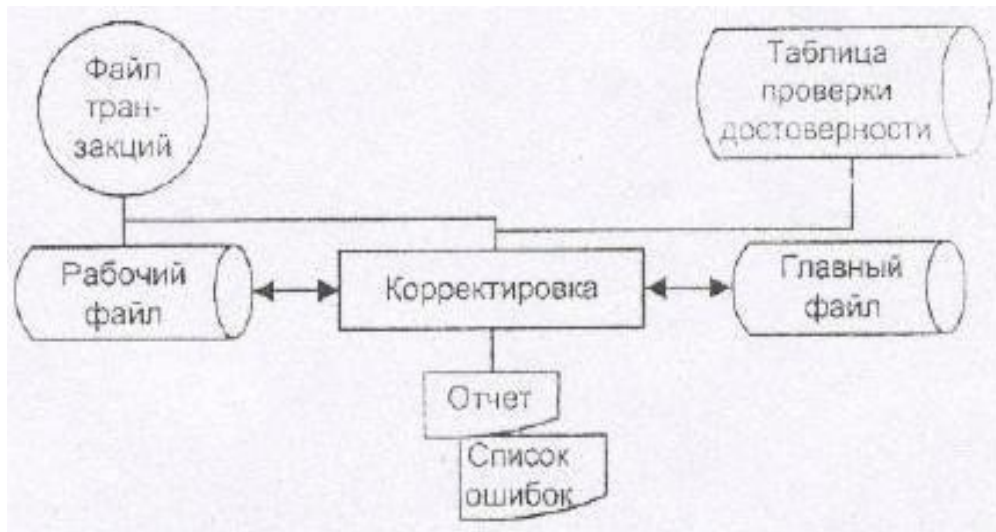 Файл
тран-
закций
Таблица
проверки
достоверности
Рабочий
файл
Корректировка
Главный
файл
Отчет
Список
ошибок